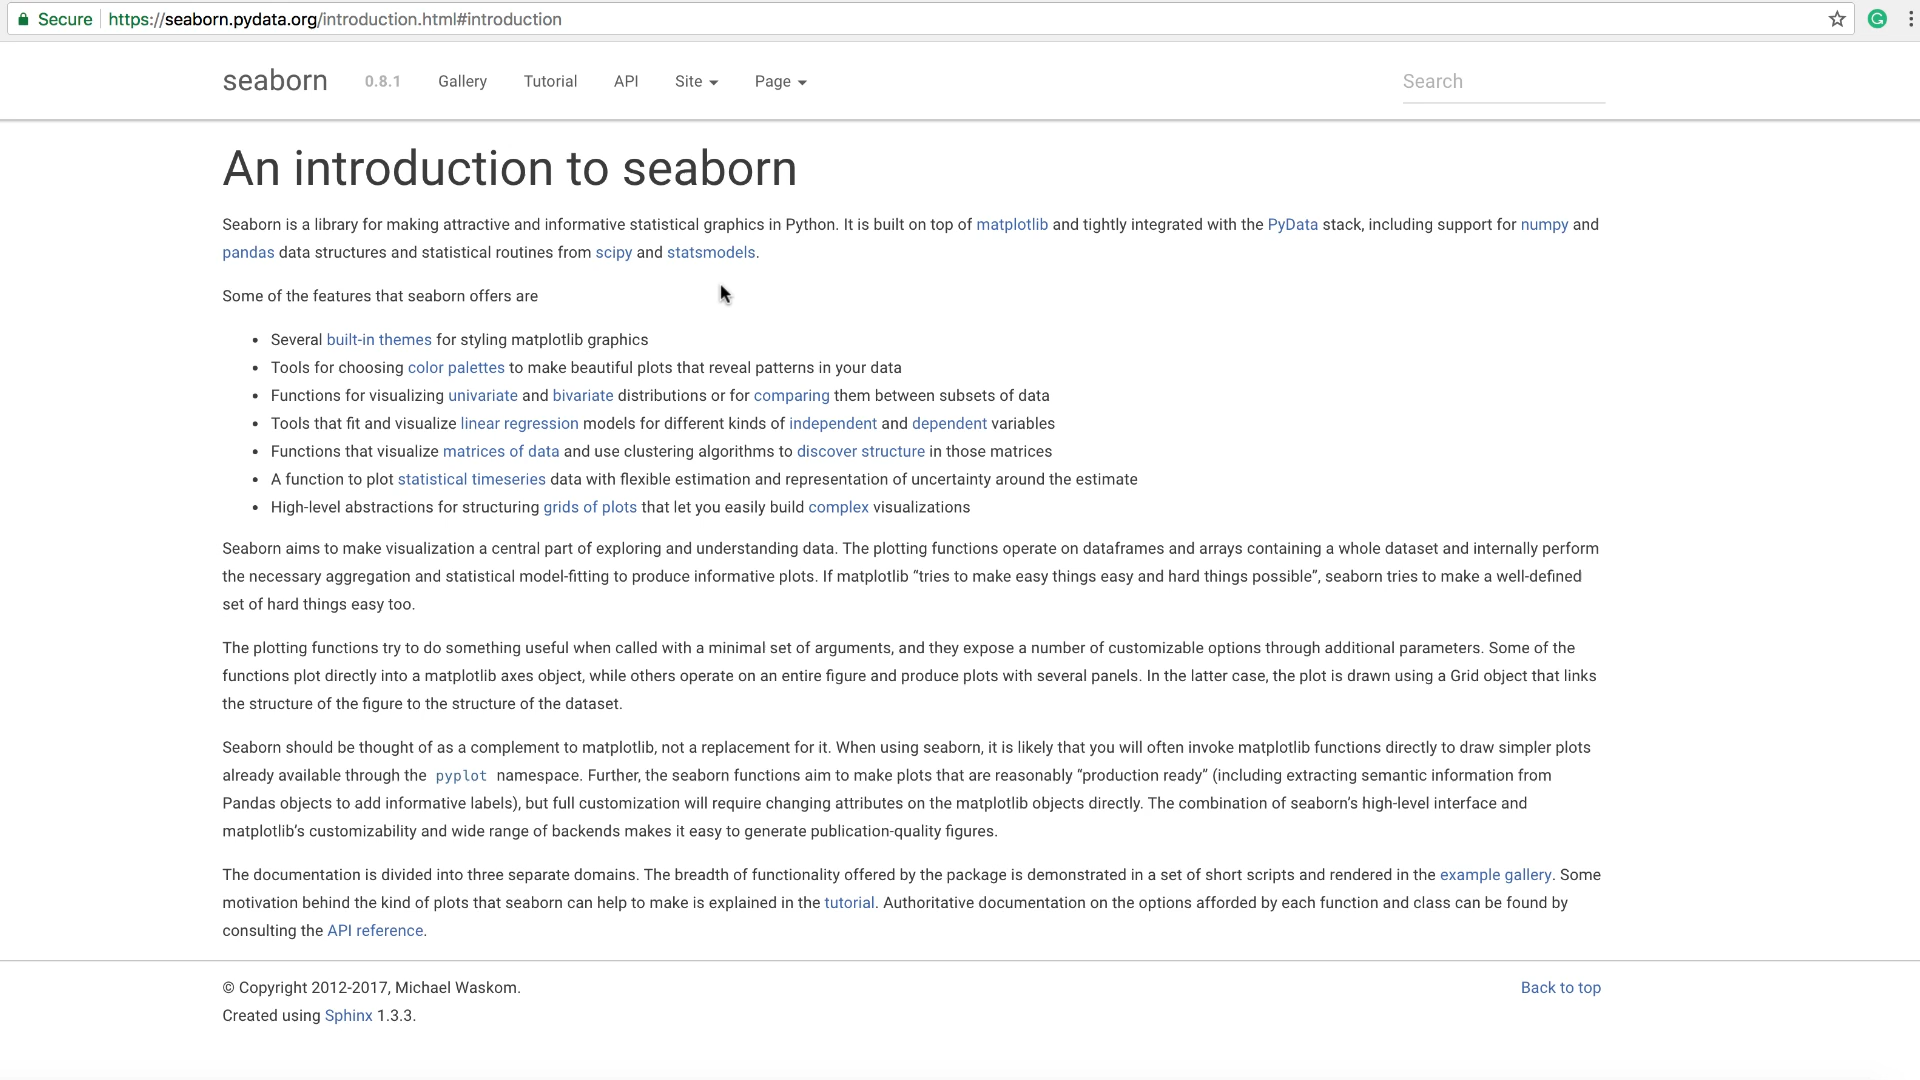 Secure https://seaborn.pydata.org/introduction.html#introduction
seaborn 0.8.1 Gallery Tutorial API Site Page Search
An introduction to seaborn
Seaborn is a library for making attractive and informative statistical graphics in Python. It is built on top of matplotlib and tightly integrated with the PyData stack, including support for numpy and
pandas data structures and statistical routines from scipy and statsmodels.
Some of the features that seaborn offers are
• Several built-in themes for styling matplotlib graphics
• Tools for choosing color palettes to make beautiful plots that reveal patterns in your data
• Functions for visualizing univariate and bivariate distributions or for comparing them between subsets of data
• Tools that fit and visualize linear regression models for different kinds of independent and dependent variables
• Functions that visualize matrices of data and use clustering algorithms to discover structure in those matrices
• A function to plot statistical timeseries data with flexible estimation and representation of uncertainty around the estimate
• High-level abstractions for structuring grids of plots that let you easily build complex visualizations
Seaborn aims to make visualization a central part of exploring and understanding data. The plotting functions operate on dataframes and arrays containing a whole dataset and internally perform
the necessary aggregation and statistical model-fitting to produce informative plots. If matplotlib “tries to make easy things easy and hard things possible”, seaborn tries to make a well-defined
set of hard things easy too.
The plotting functions try to do something useful when called with a minimal set of arguments, and they expose a number of customizable options through additional parameters. Some of the
functions plot directly into a matplotlib axes object, while others operate on an entire figure and produce plots with several panels. In the latter case, the plot is drawn using a Grid object that links
the structure of the figure to the structure of the dataset.
Seaborn should be thought of as a complement to matplotlib, not a replacement for it. When using seaborn, it is likely that you will often invoke matplotlib functions directly to draw simpler plots
already available through the pyplot namespace. Further, the seaborn functions aim to make plots that are reasonably “production ready” (including extracting semantic information from
Pandas objects to add informative labels), but full customization will require changing attributes on the matplotlib objects directly. The combination of seaborn’s high-level interface and
matplotlib’s customizability and wide range of backends makes it easy to generate publication-quality figures.
The documentation is divided into three separate domains. The breadth of functionality offered by the package is demonstrated in a set of short scripts and rendered in the example gallery. Some
motivation behind the kind of plots that seaborn can help to make is explained in the tutorial. Authoritative documentation on the options afforded by each function and class can be found by
consulting the API reference.
© Copyright 2012-2017, Michael Waskom. Back to top
Created using Sphinx 1.3.3.